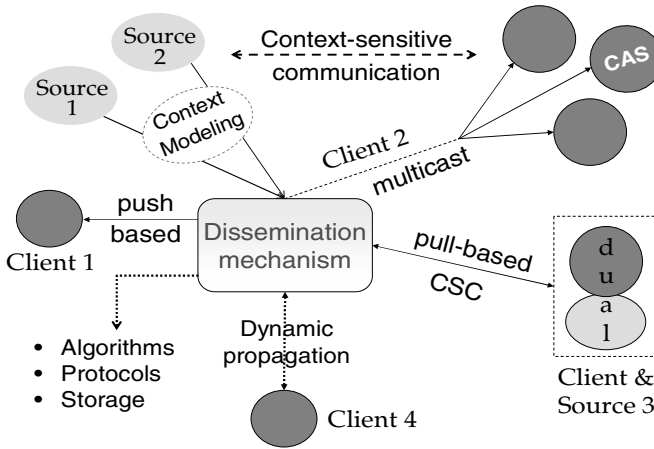 Source
1
Source
2
Context
Modeling
Context-sensitive
communication
CAS
Client 2
multicast
push
based
Client 1
Dissemination
mechanism
pull-based
CSC
d
u
a
l
Client &
Source 3
• Algorithms
• Protocols
• Storage
Dynamic
propagation
Client 4